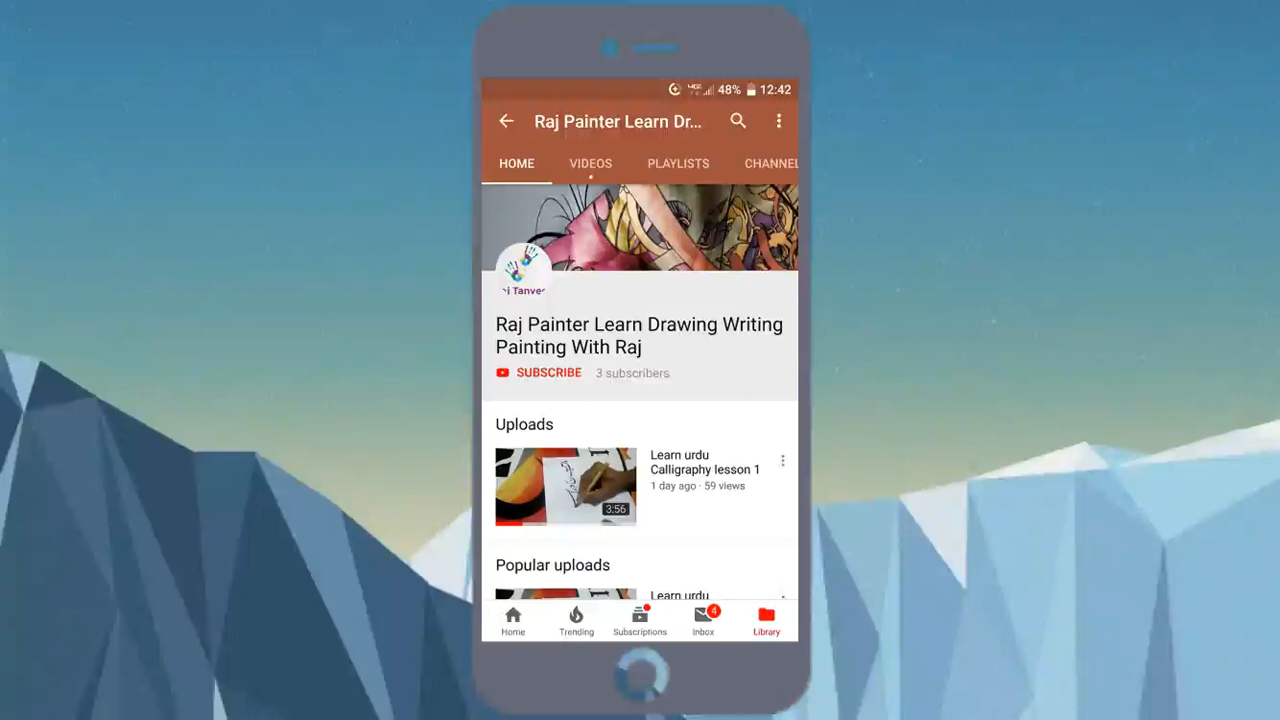 48% 12:42
Raj Painter Learn Dr...
HOME VIDEOS PLAYLISTS CHANNEL
Raj Painter Learn Drawing Writing
Painting With Raj
SUBSCRIBE 3 subscribers
Uploads
Learn urdu
Calligraphy lesson 1
1 day ago · 59 views
3:56
Popular uploads
Learn urdu
4
Home Trending Subscriptions Inbox Library